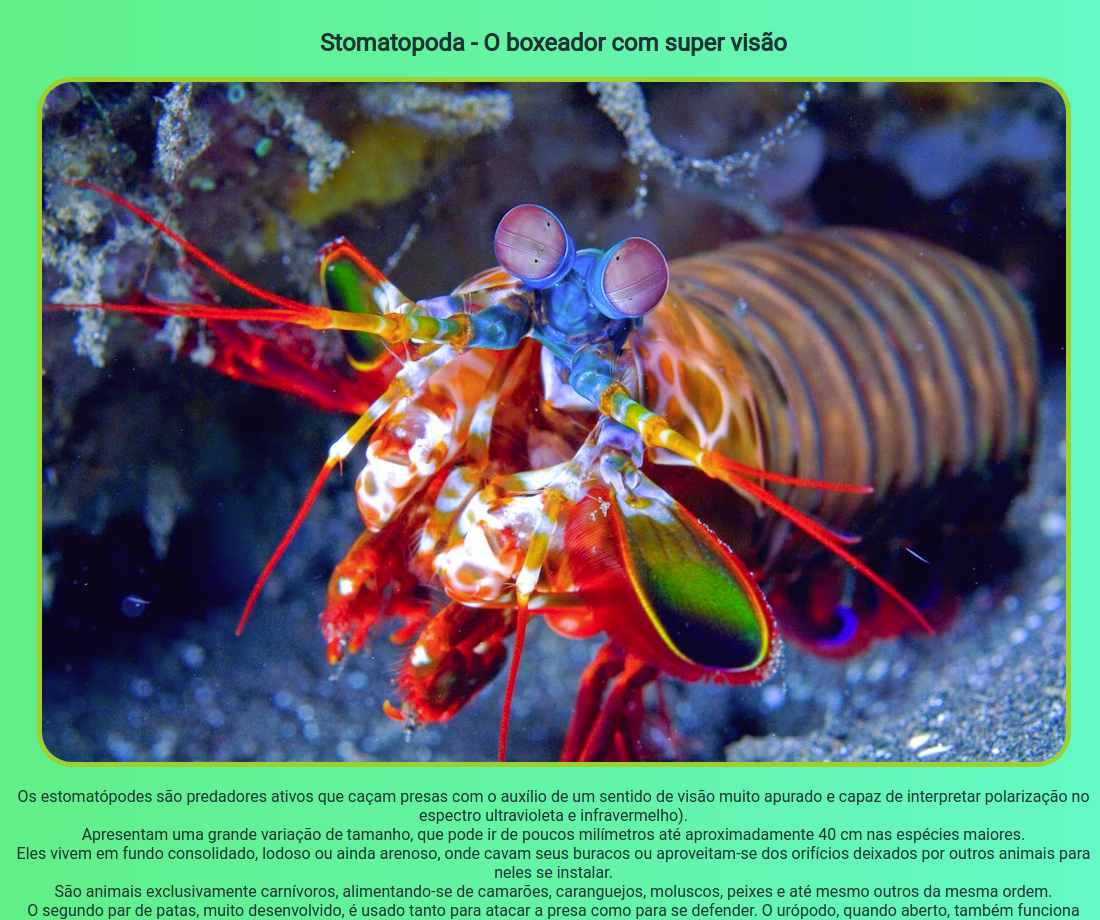 Stomatopoda - O boxeador com super visão
Os estomatópodes são predadores ativos que caçam presas com o auxílio de um sentido de visão muito apurado e capaz de interpretar polarização no
espectro ultravioleta e infravermelho).
Apresentam uma grande variação de tamanho, que pode ir de poucos milímetros até aproximadamente 40 cm nas espécies maiores.
Eles vivem em fundo consolidado, lodoso ou ainda arenoso, onde cavam seus buracos ou aproveitam-se dos orifícios deixados por outros animais para
neles se instalar.
São animais exclusivamente carnívoros, alimentando-se de camarões, caranguejos, moluscos, peixes e até mesmo outros da mesma ordem.
O segundo par de patas, muito desenvolvido, é usado tanto para atacar a presa como para se defender. O urópodo, quando aberto, também funciona